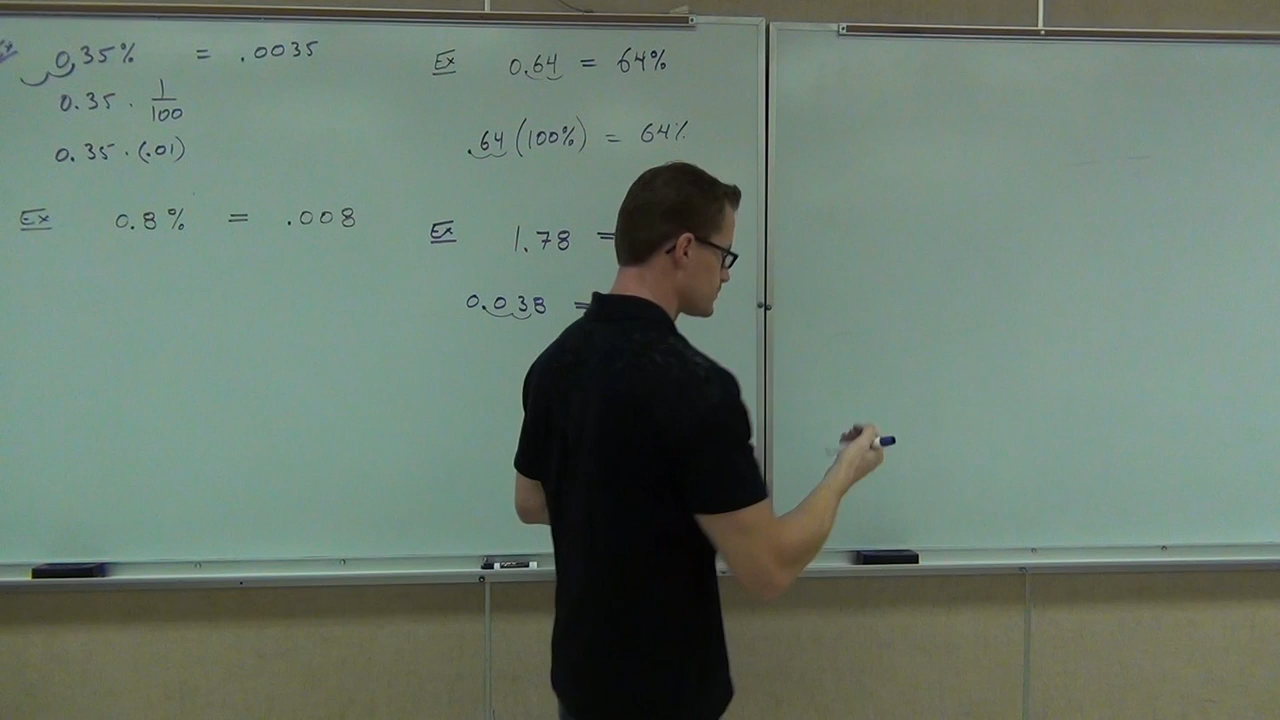 Ex 0.35% = .0035
0.35 · 1/100
0.35 · (.01)
Ex 0.8% = .008
Ex 0.64 = 64%
.64 (100%) = 64%
Ex 1.78 =
0.038 =